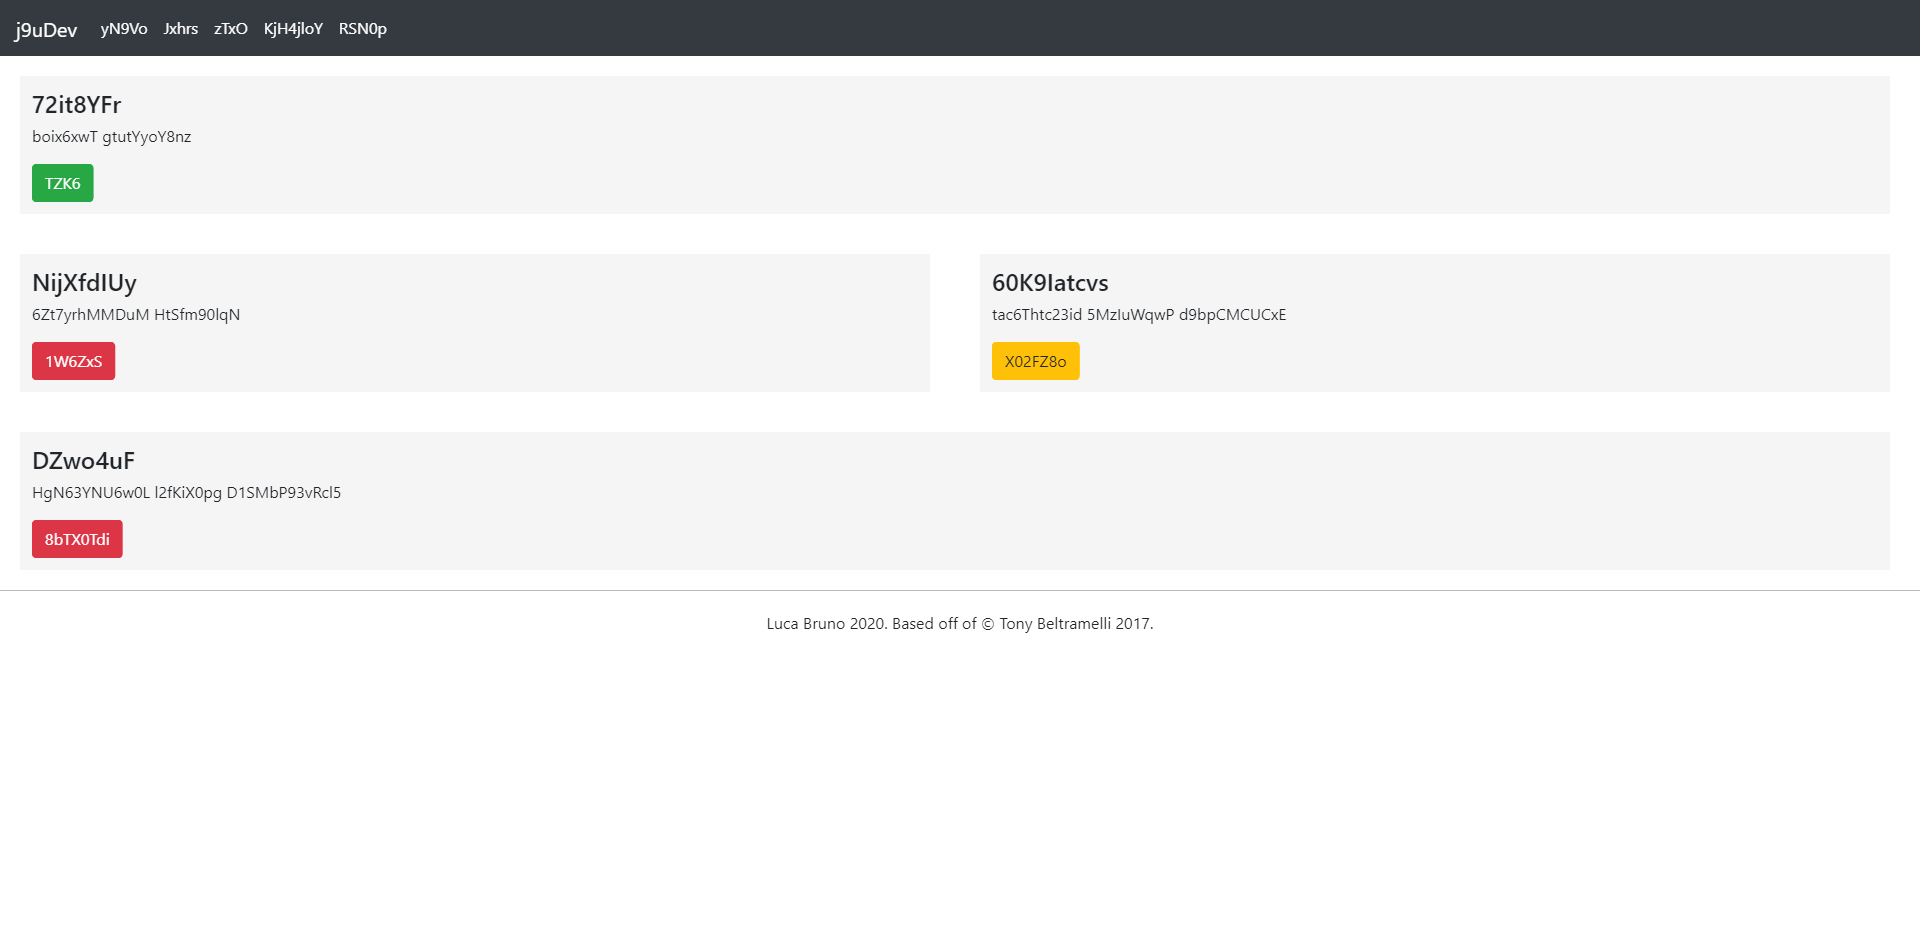 j9uDev yN9Vo Jxhrs zTxO KjH4jloY RSN0p
72it8YFr
boix6xwT gtutYyoY8nz
TZK6
NijXfdIUy
6Zt7yrhMMDuM HtSfm90lqN
1W6ZxS
60K9Iatcvs
tac6Thtc23id 5MzIuWqwP d9bpCMCUCxE
X02FZ8o
DZwo4uF
HgN63YNU6w0L l2fKiX0pg D1SMbP93vRcl5
8bTX0Tdi
Luca Bruno 2020. Based off of © Tony Beltramelli 2017.